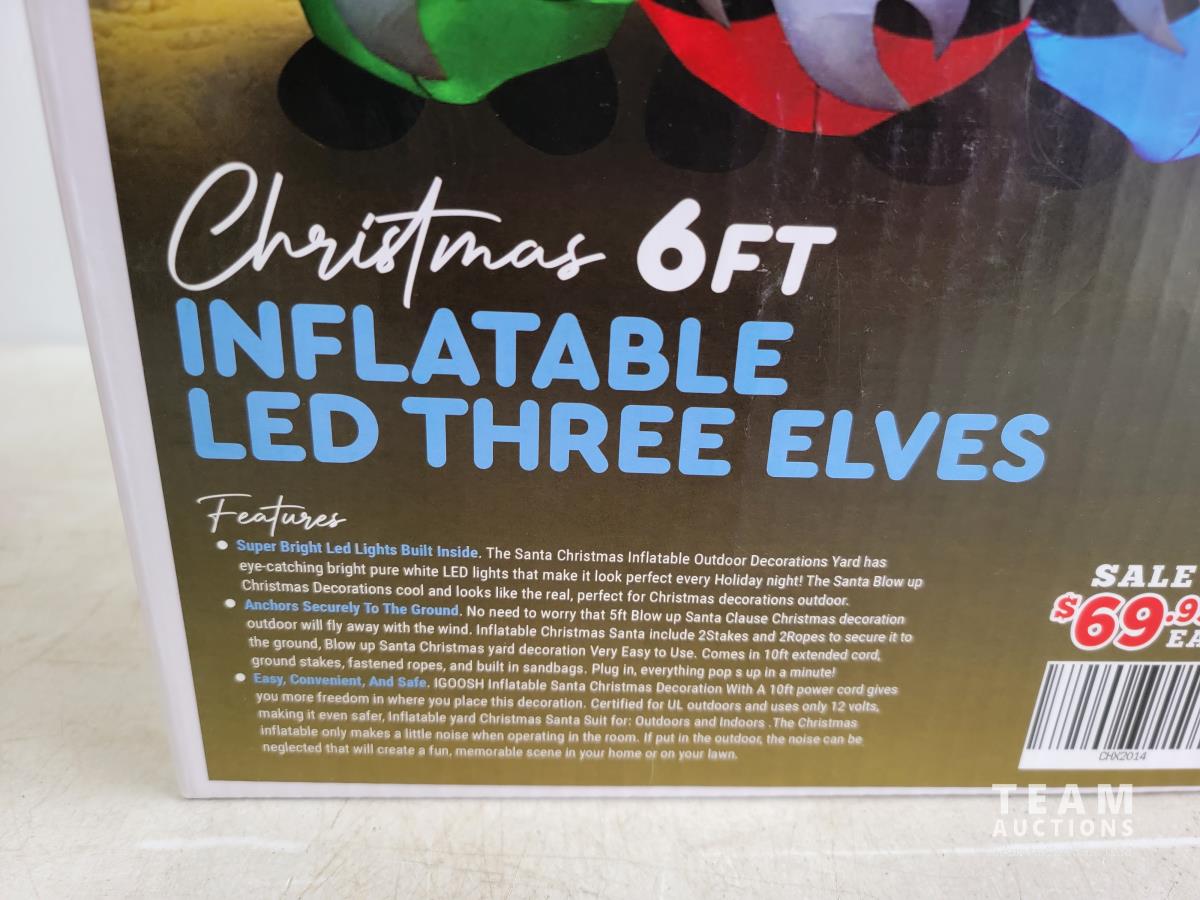 Christmas 6FT
INFLATABLE
LED THREE ELVES
Features
Super Bright Led Lights Built Inside. The Santa Christmas Inflatable Outdoor Decorations Yard has
eye-catching bright pure white LED lights that make it look perfect every Holiday night! The Santa Blow up
Christmas Decorations cool and looks like the real, perfect for Christmas decorations outdoor.
Anchors Securely To The Ground. No need to worry that 5ft Blow up Santa Clause Christmas decoration
outdoor will fly away with the wind. Inflatable Christmas Santa include 2Stakes and 2Ropes to secure it to
the ground, Blow up Santa Christmas yard decoration Very Easy to Use. Comes in 10ft extended cord,
ground stakes, fastened ropes, and built in sandbags. Plug in, everything pop s up in a minute!
Easy, Convenient, And Safe. IGOOSH Inflatable Santa Christmas Decoration With A 10ft power cord gives
you more freedom in where you place this decoration. Certified for UL outdoors and uses only 12 volts,
making it even safer, Inflatable yard Christmas Santa Suit for: Outdoors and Indoors .The Christmas
inflatable only makes a little noise when operating in the room. If put in the outdoor, the noise can be
neglected that will create a fun, memorable scene in your home or on your lawn.
SALE
$69.9
EA
CHX2014
TEAM
AUCTIONS